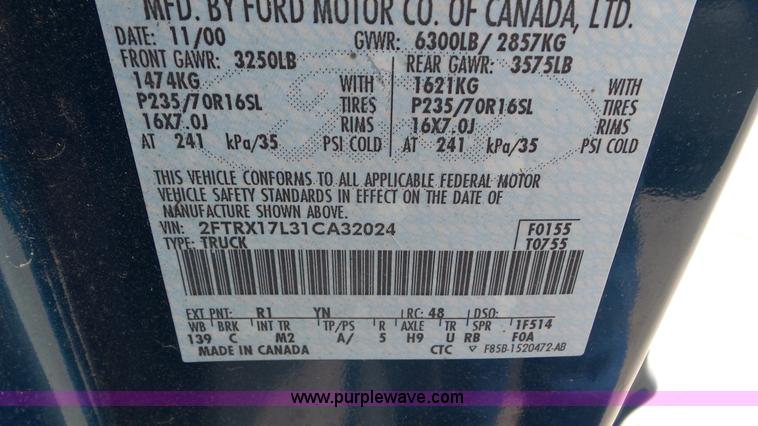 MFD. BY FORD MOTOR CO. OF CANADA, LTD.
DATE: 11/00 GVWR: 6300LB/ 2857KG
FRONT GAWR: 3250LB REAR GAWR: 3575LB
1474KG WITH 1621KG WITH
P235/70R16SL TIRES P235/70R16SL TIRES
16X7.0J RIMS 16X7.0J RIMS
AT 241 kPa/35 PSI COLD AT 241 kPa/35 PSI COLD
THIS VEHICLE CONFORMS TO ALL APPLICABLE FEDERAL MOTOR
VEHICLE SAFETY STANDARDS IN EFFECT ON THE DATE OF
MANUFACTURE SHOWN ABOVE.
VIN: 2FTRX17L31CA32024 F0155
TYPE: TRUCK T0755
EXT PNT: R1 YN RC: 48 DSO:
WB BRK INT TR TP/PS R AXLE TR SPR 1F514
139 C M2 A/ 5 H9 U RB F0A
MADE IN CANADA CTC F85B-1520472-AB
www.purplewave.com